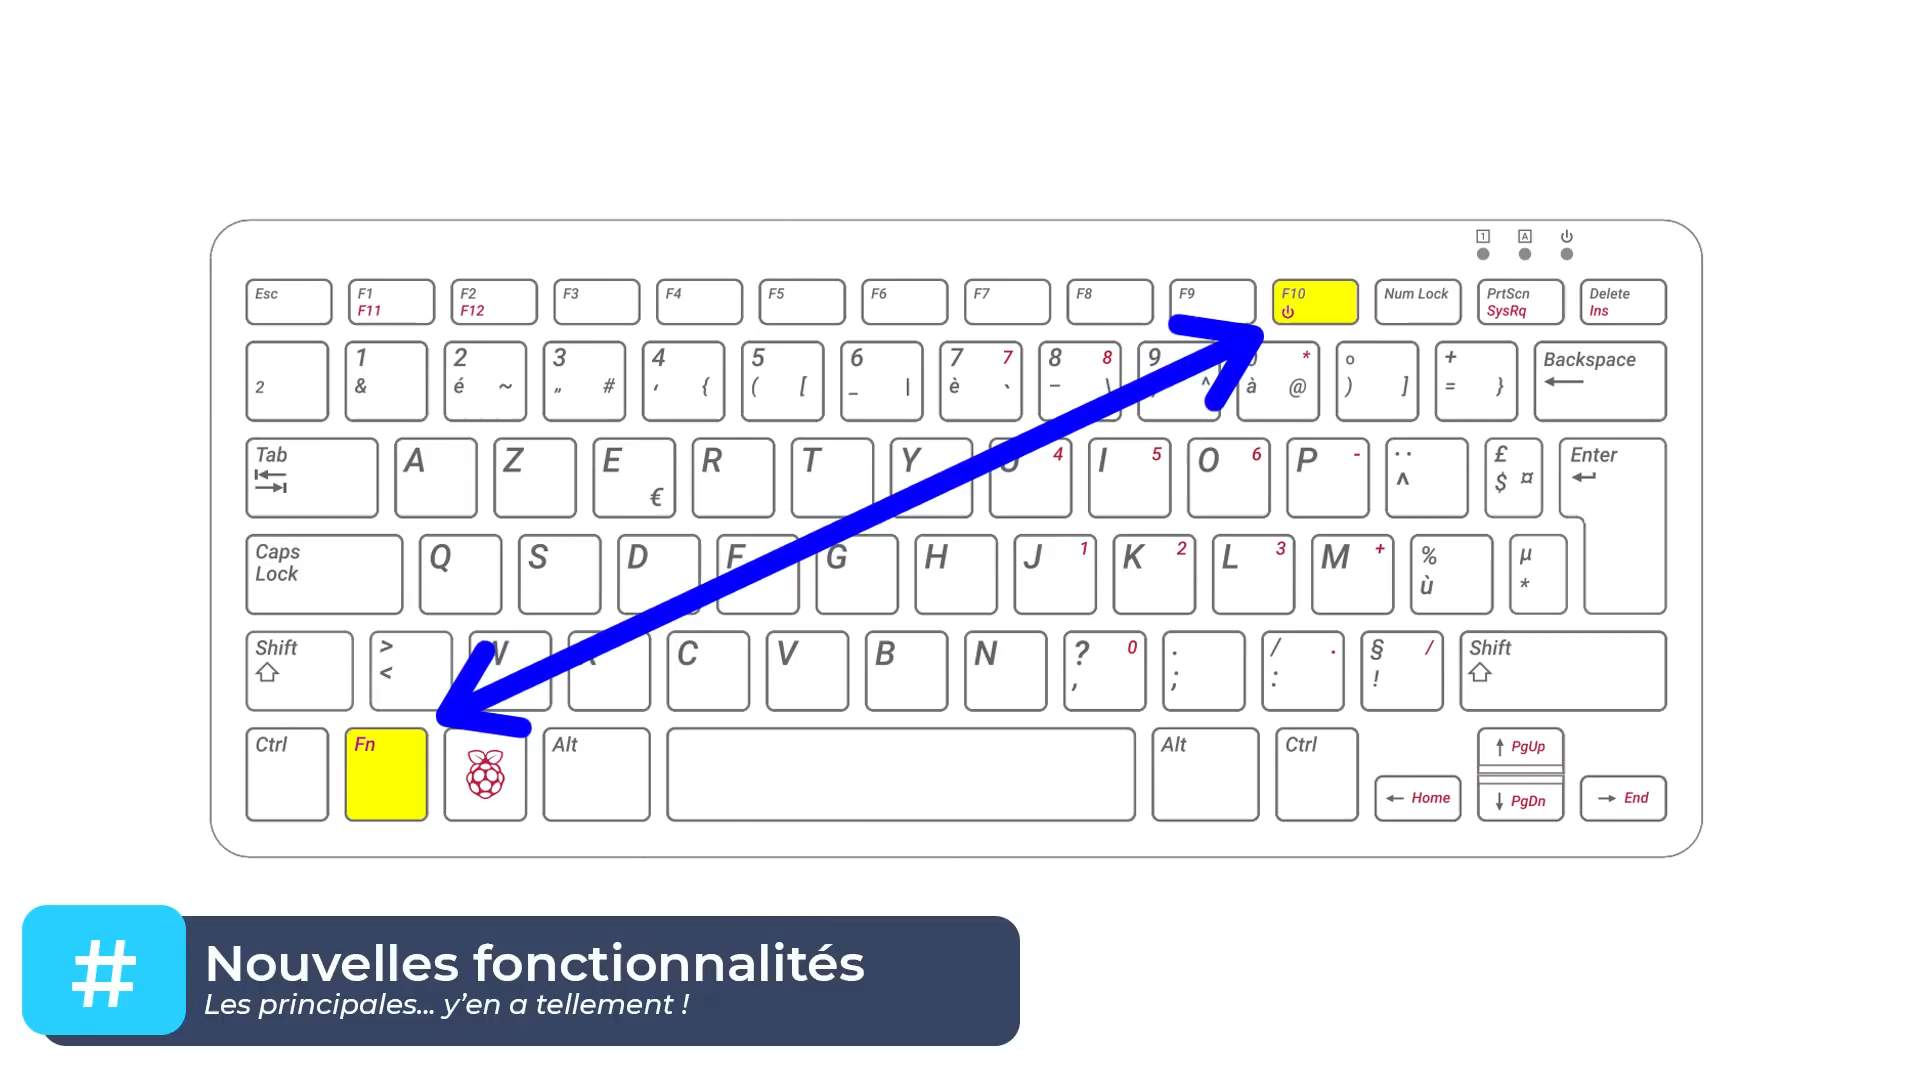 1 A
Esc F1 F2 F3 F4 F5 F6 F7 F8 F9 F10 Num Lock PrtScn Delete
F11 F12 SysRq Ins
1 2 3 4 5 6 7 7 8 8 9 * o + Backspace
2 & é ~ „ # ‘ { ( [ _ | è ` – \ ^ à @ ) ] = }
Tab A Z E R T Y U 4 I 5 O 6 P - ¨ £ Enter
€ ^ $ ¤
Caps Q S D F G H J 1 K 2 L 3 M + % µ
Lock ù *
Shift > W C V B N ? 0 . / . § / Shift
< , ; : !
Ctrl Fn Alt Alt Ctrl ↑ PgUp
← Home ↓ PgDn → End
# Nouvelles fonctionnalités
Les principales... y’en a tellement !